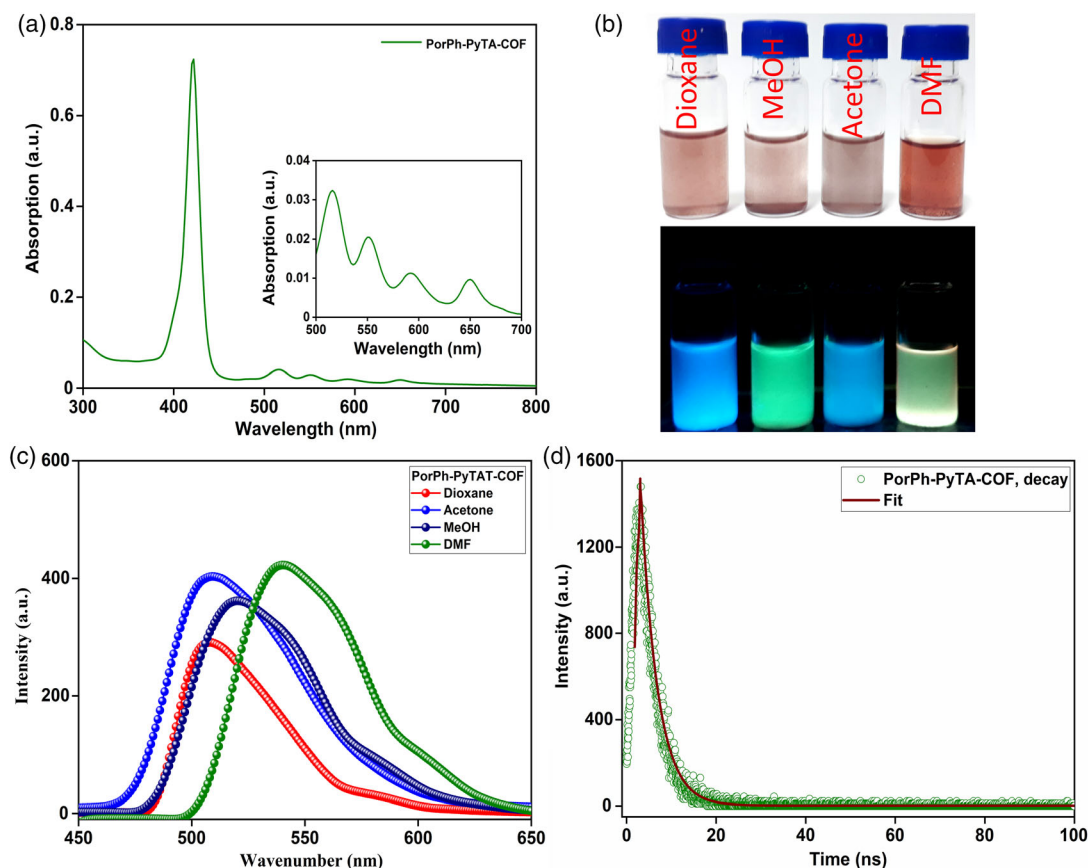 (a)
0.8
0.6
0.4
0.2
0
Absorption (a.u.)
PorPh-PyTA-COF
0.04
0.03
0.02
0.01
0
Absorption (a.u.)
500 550 600 650 700
Wavelength (nm)
300 400 500 600 700 800
Wavelength (nm)
(b)
Dioxane
MeOH
Acetone
DMF
(c)
600
400
200
0
Intensity (a.u.)
PorPh-PyTAT-COF
Dioxane
Acetone
MeOH
DMF
450 500 550 600 650
Wavenumber (nm)
(d)
1600
1200
800
400
0
Intensity (a.u.)
PorPh-PyTA-COF, decay
Fit
0 20 40 60 80 100
Time (ns)